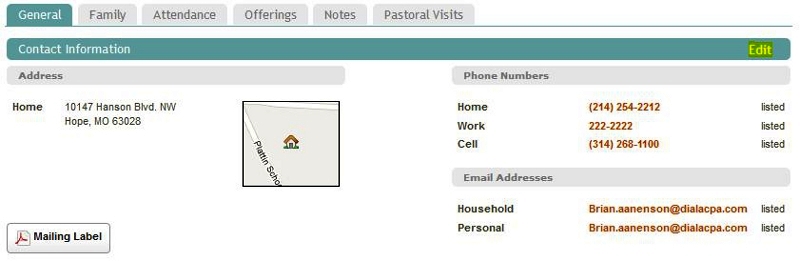 General Family Attendance Offerings Notes Pastoral Visits
Contact Information Edit
Address
Home 10147 Hanson Blvd. NW
Hope, MO 63028
Plattin Schoo
Mailing Label
Phone Numbers
Home (214) 254-2212 listed
Work 222-2222 listed
Cell (314) 268-1100 listed
Email Addresses
Household Brian.aanenson@dialacpa.com listed
Personal Brian.aanenson@dialacpa.com listed